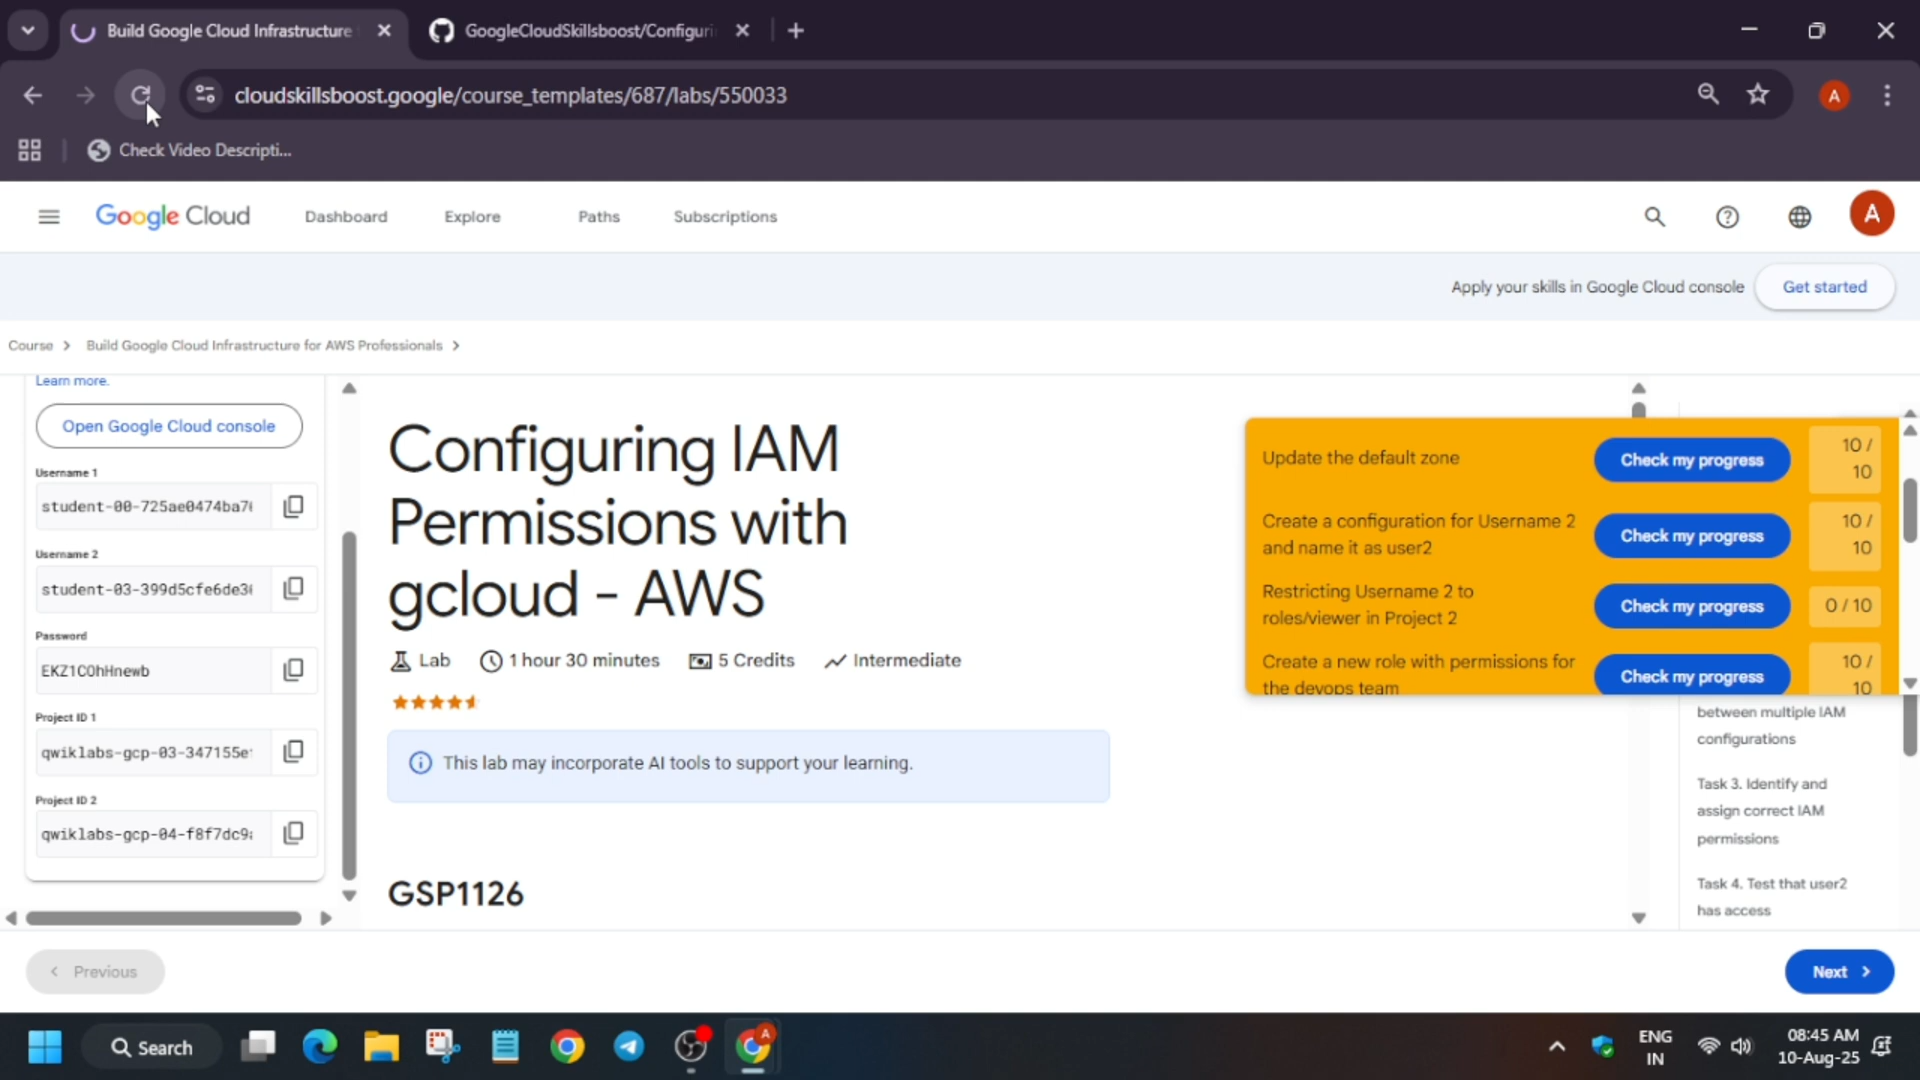 Build Google Cloud Infrastructure
GoogleCloudSkillsboost/Configuri
cloudskillsboost.google/course_templates/687/labs/550033
A
Check Video Descripti...
Google Cloud
Dashboard
Explore
Paths
Subscriptions
A
Apply your skills in Google Cloud console
Get started
Course
Build Google Cloud Infrastructure for AWS Professionals
Learn more.
Open Google Cloud console
Username 1
student-00-725ae0474ba7
Username 2
student-03-399d5cfe6de3
Password
EKZ1C0hHnewb
Project ID 1
qwiklabs-gcp-03-347155e
Project ID 2
qwiklabs-gcp-04-f8f7dc9
Configuring IAM
Permissions with
gcloud - AWS
Lab
1 hour 30 minutes
5 Credits
Intermediate
This lab may incorporate AI tools to support your learning.
GSP1126
Update the default zone
Check my progress
10 /
10
Create a configuration for Username 2
and name it as user2
Check my progress
10 /
10
Restricting Username 2 to
roles/viewer in Project 2
Check my progress
0 / 10
Create a new role with permissions for
the devops team
Check my progress
10 /
10
between multiple IAM
configurations
Task 3. Identify and
assign correct IAM
permissions
Task 4. Test that user2
has access
Previous
Next
Search
A
ENG
IN
08:45 AM
10-Aug-25